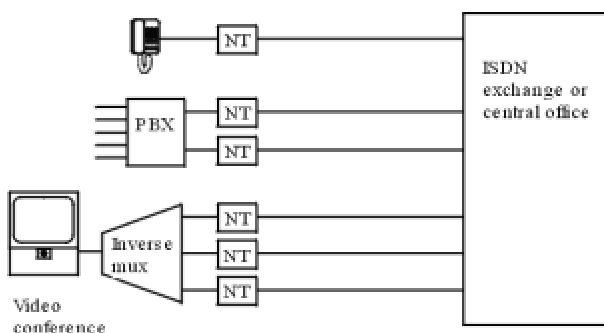 NT
ISDN
exchange or
central office
PBX
NT
NT
NT
Inverse
mux
NT
NT
Video
conference